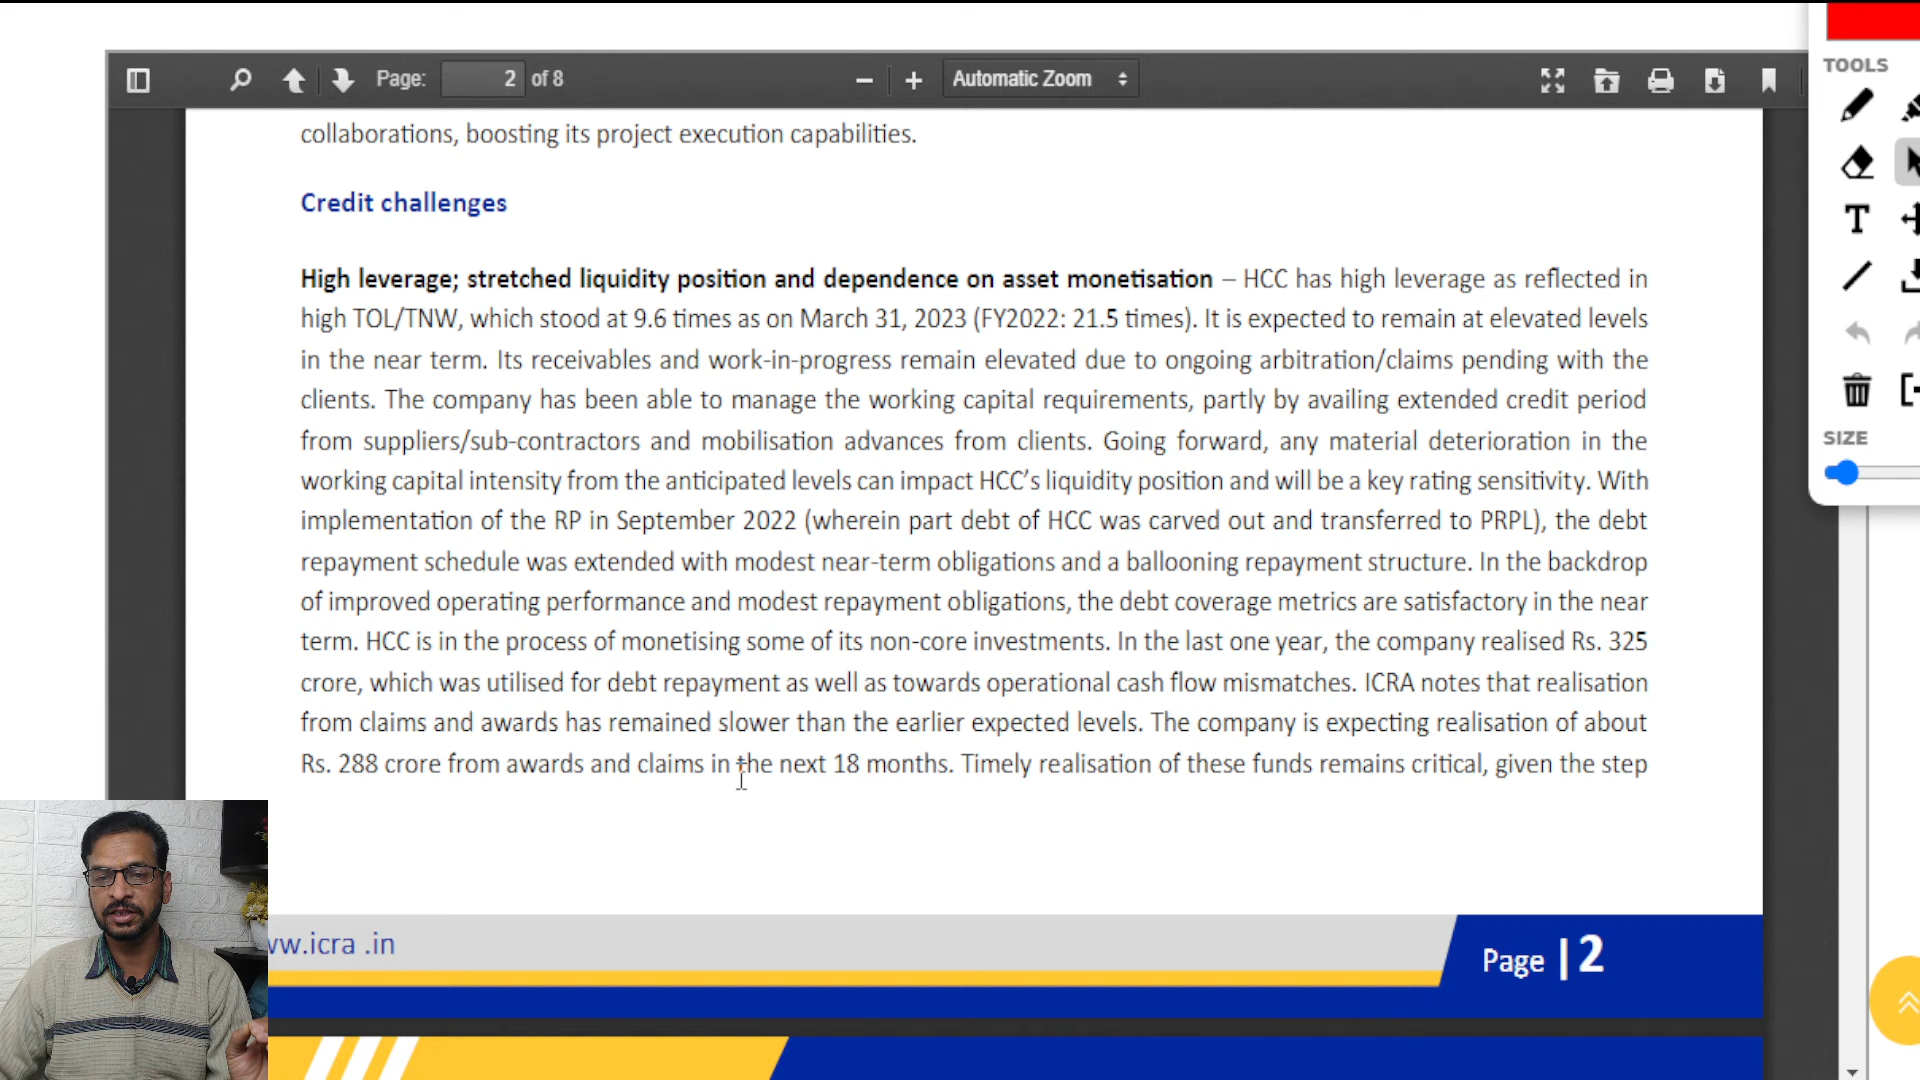 Page: 2 of 8
Automatic Zoom
TOOLS
T
SIZE
collaborations, boosting its project execution capabilities.
Credit challenges
High leverage; stretched liquidity position and dependence on asset monetisation – HCC has high leverage as reflected in
high TOL/TNW, which stood at 9.6 times as on March 31, 2023 (FY2022: 21.5 times). It is expected to remain at elevated levels
in the near term. Its receivables and work-in-progress remain elevated due to ongoing arbitration/claims pending with the
clients. The company has been able to manage the working capital requirements, partly by availing extended credit period
from suppliers/sub-contractors and mobilisation advances from clients. Going forward, any material deterioration in the
working capital intensity from the anticipated levels can impact HCC's liquidity position and will be a key rating sensitivity. With
implementation of the RP in September 2022 (wherein part debt of HCC was carved out and transferred to PRPL), the debt
repayment schedule was extended with modest near-term obligations and a ballooning repayment structure. In the backdrop
of improved operating performance and modest repayment obligations, the debt coverage metrics are satisfactory in the near
term. HCC is in the process of monetising some of its non-core investments. In the last one year, the company realised Rs. 325
crore, which was utilised for debt repayment as well as towards operational cash flow mismatches. ICRA notes that realisation
from claims and awards has remained slower than the earlier expected levels. The company is expecting realisation of about
Rs. 288 crore from awards and claims in the next 18 months. Timely realisation of these funds remains critical, given the step
ww.icra .in
Page | 2